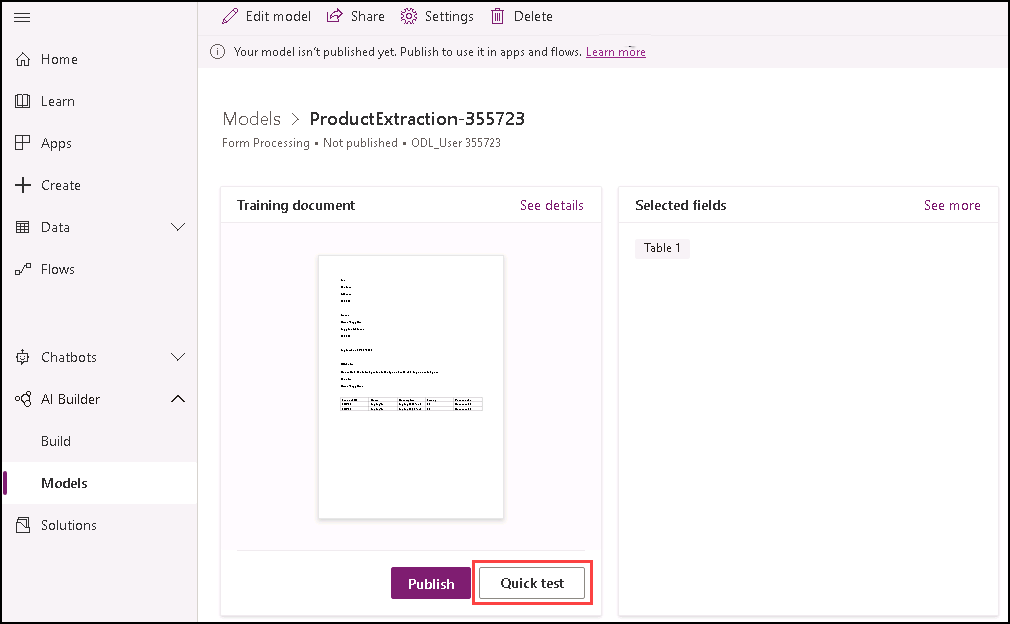 Edit model Share Settings Delete
Your model isn't published yet. Publish to use it in apps and flows. Learn more
Home
Learn
Apps
Create
Data
Flows
Chatbots
AI Builder
Build
Models
Solutions
Models > ProductExtraction-355723
Form Processing • Not published • ODL_User 355723
Training document See details
Publish Quick test
Selected fields See more
Table 1